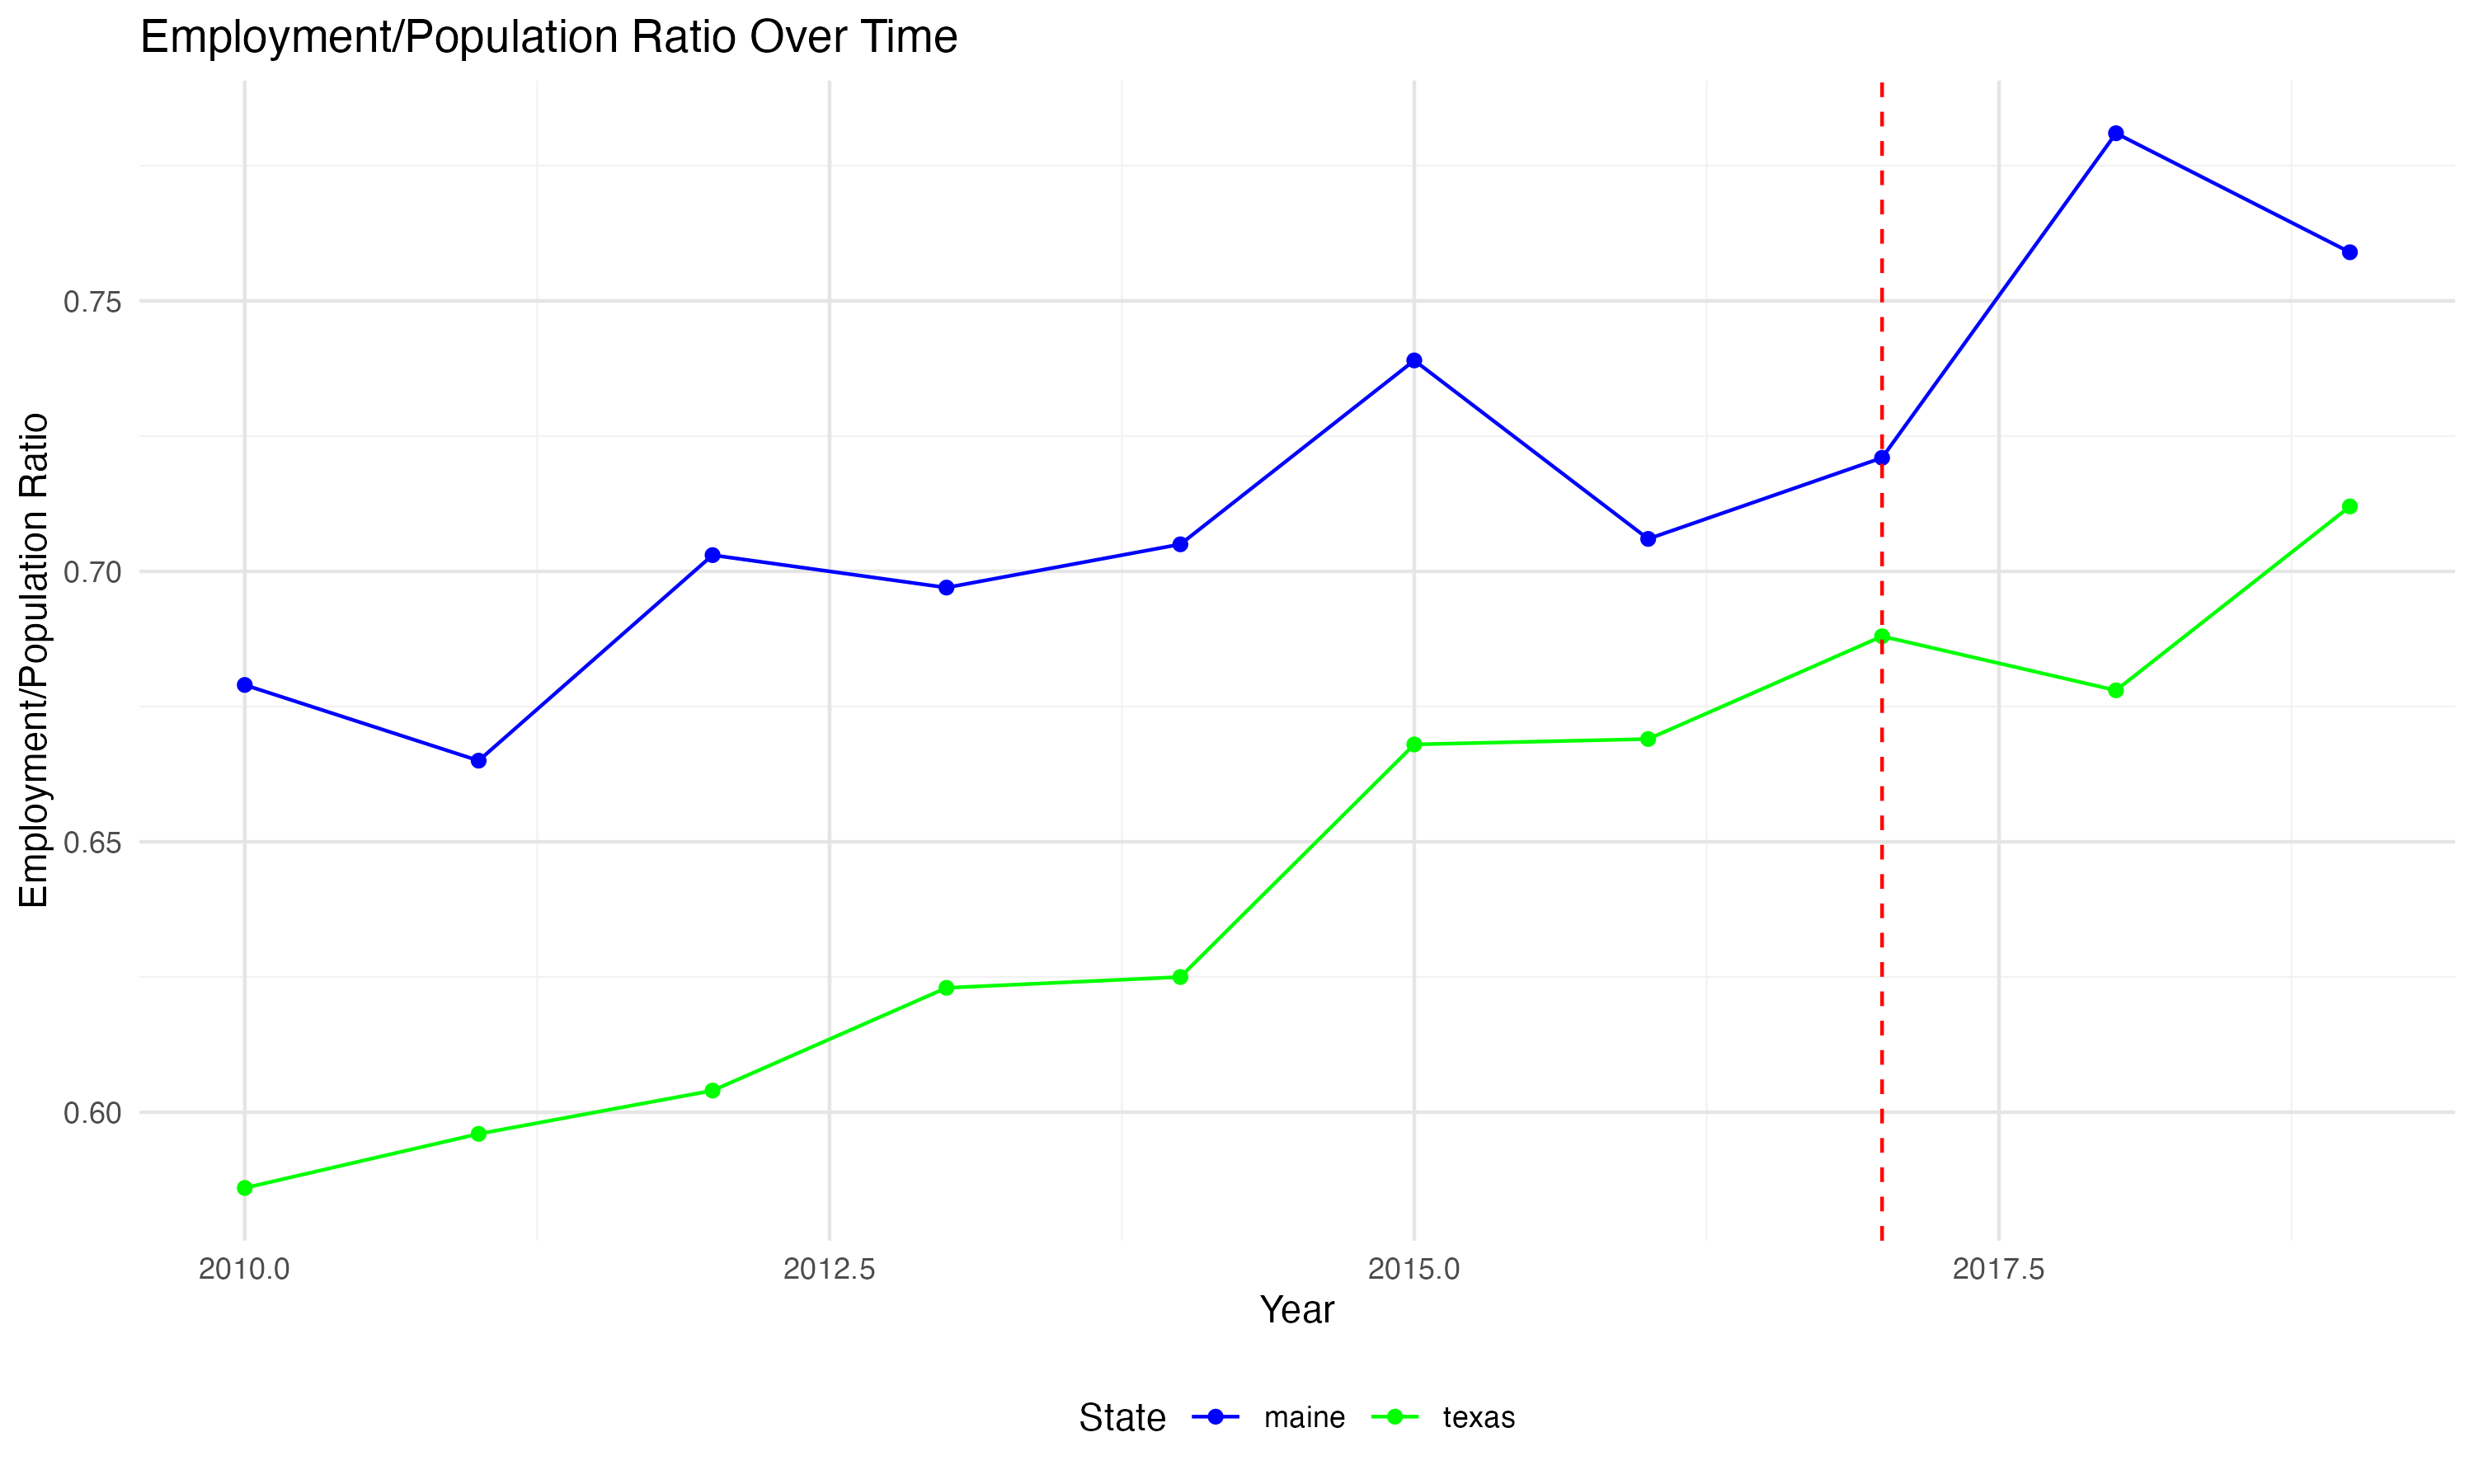 Employment/Population Ratio Over Time
Employment/Population Ratio
0.75
0.70
0.65
0.60
2010.0 2012.5 2015.0 2017.5
Year
State maine texas